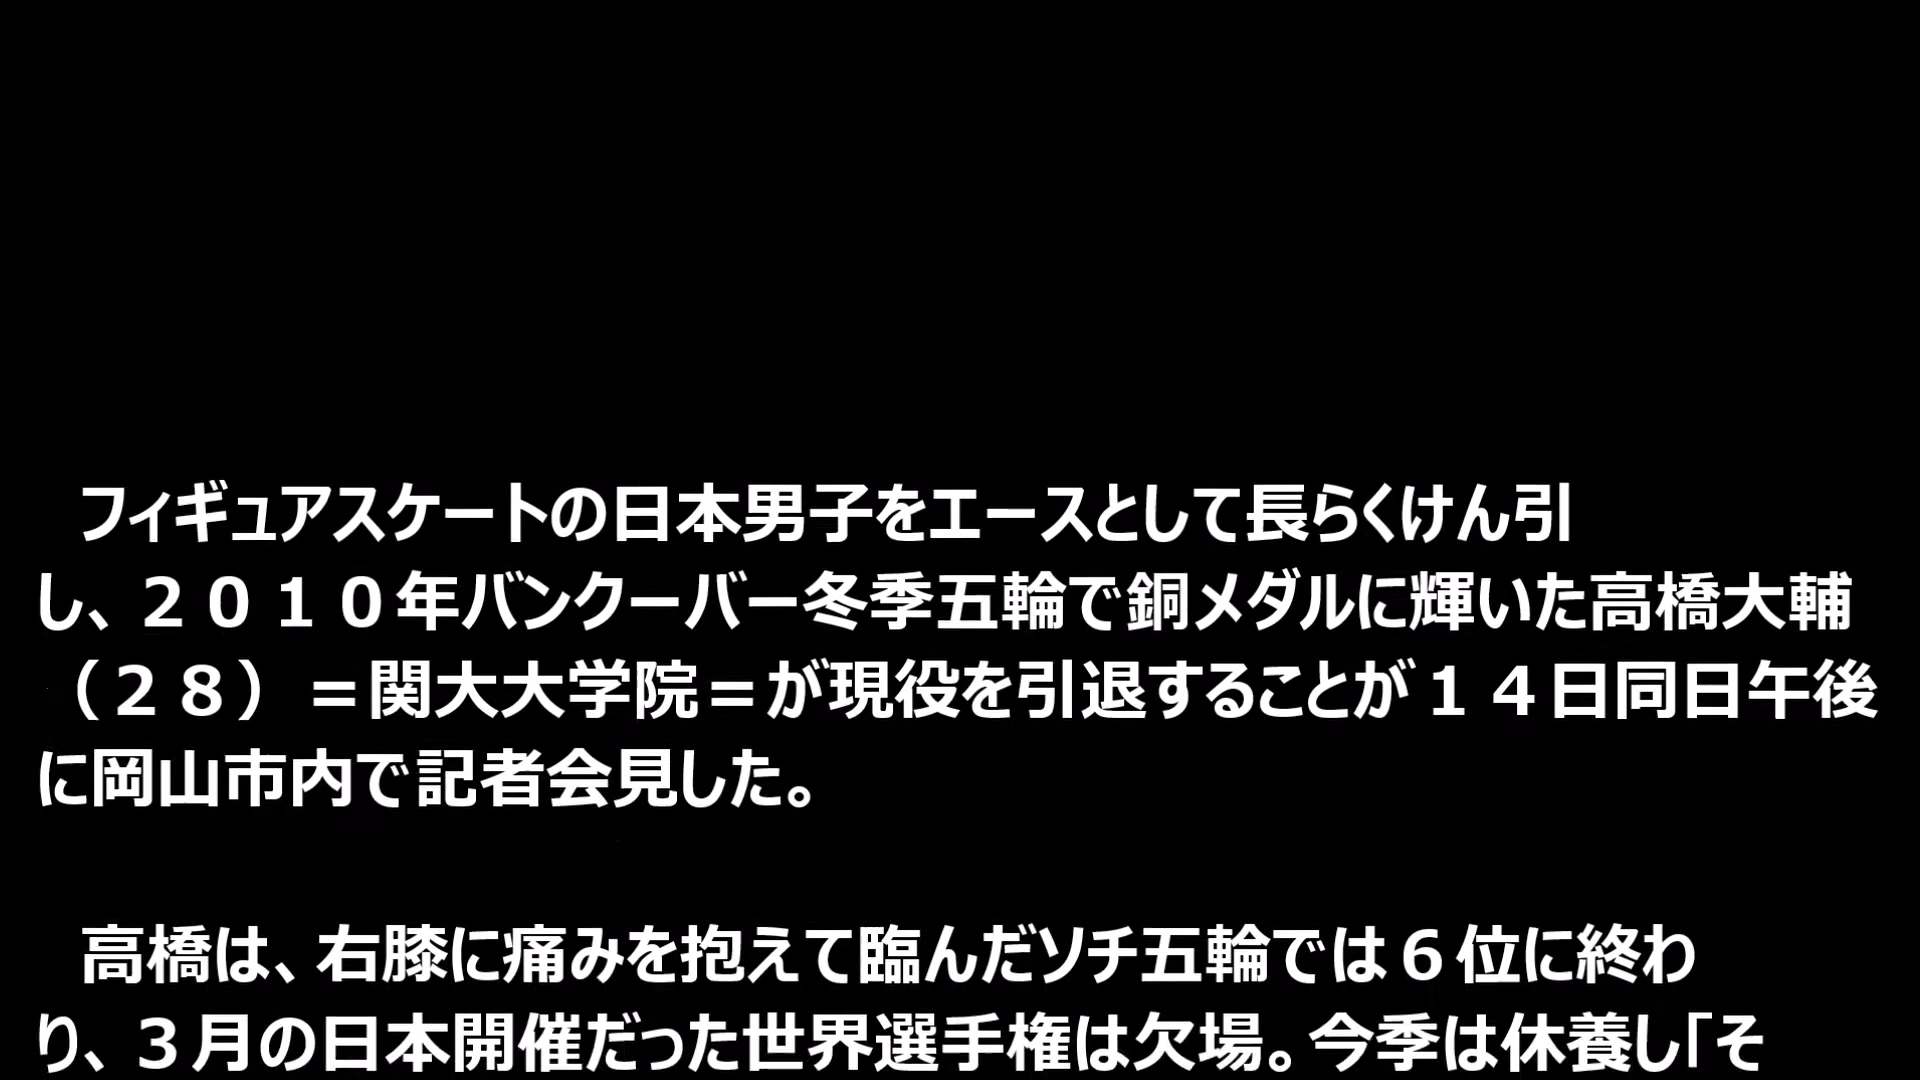 フィギュアスケートの日本男子をエースとして長らくけん引
し、２０１０年バンクーバー冬季五輪で銅メダルに輝いた高橋大輔
（２８）＝関大大学院＝が現役を引退することが１４日同日午後
に岡山市内で記者会見した。
高橋は、右膝に痛みを抱えて臨んだソチ五輪では６位に終わ
り、３月の日本開催だった世界選手権は欠場。今季は休養し「そ